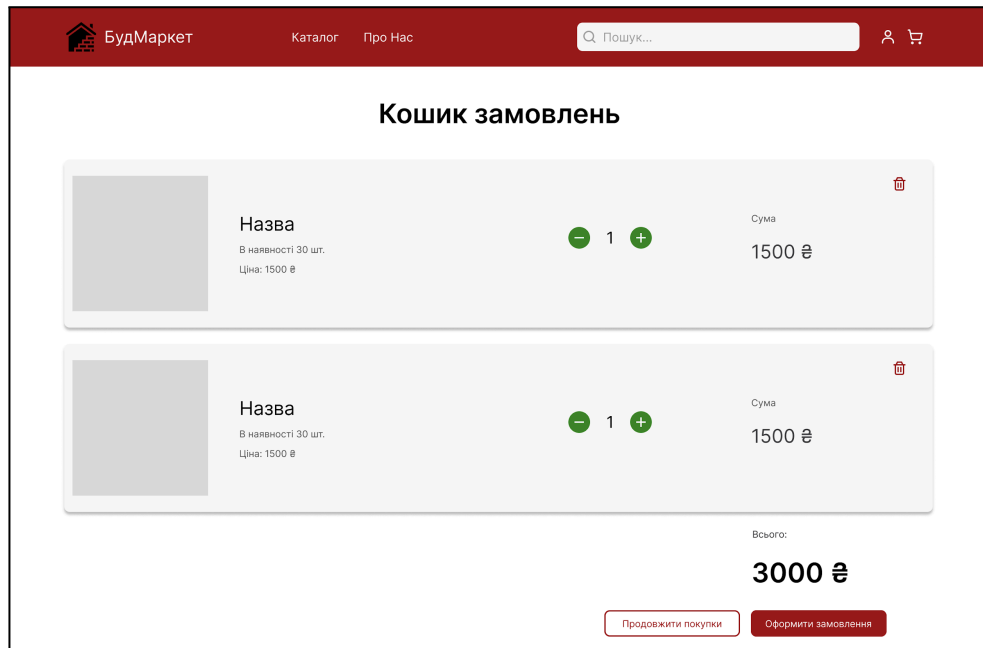 БудМаркет Каталог Про Нас Пошук...
Кошик замовлень
Назва
В наявності 30 шт.
Ціна: 1500 ₴
1
Сума
1500 ₴
Назва
В наявності 30 шт.
Ціна: 1500 ₴
1
Сума
1500 ₴
Всього:
3000 ₴
Продовжити покупки Оформити замовлення